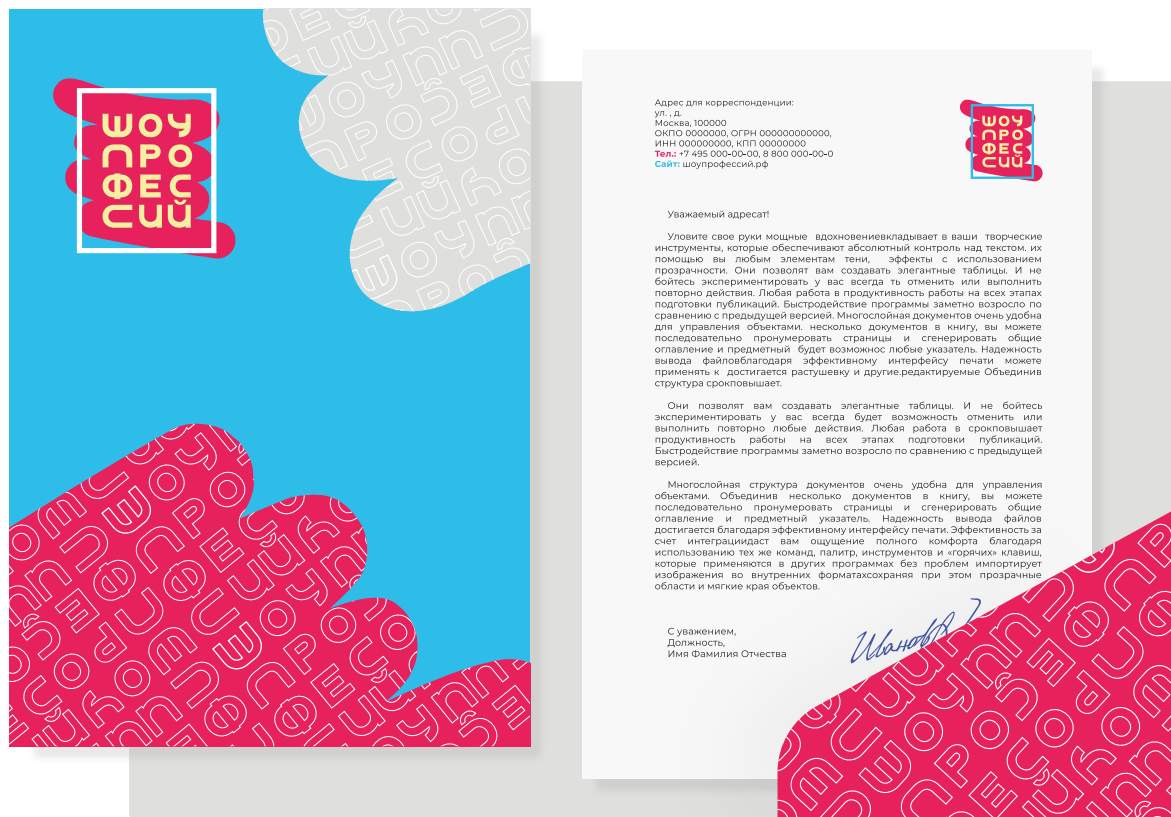 ШОУ
ПРО
ФЕС
СИЙ
Адрес для корреспонденции:
ул. , д.
Москва, 100000
ОКПО 0000000, ОГРН 000000000000,
ИНН 000000000, КПП 00000000
Тел.: +7 495 000-00-00, 8 800 000-00-0
Сайт: шоупрофессий.рф
ШОУ
ПРО
ФЕС
СИЙ
Уважаемый адресат!
Уловите свое руки мощные вдохновениевкладывает в ваши творческие
инструменты, которые обеспечивают абсолютный контроль над текстом. их
помощью вы любым элементам тени, эффекты с использованием
прозрачности. Они позволят вам создавать элегантные таблицы. И не
бойтесь экспериментировать у вас всегда ть отменить или выполнить
повторно действия. Любая работа в продуктивность работы на всех этапах
подготовки публикаций. Быстродействие программы заметно возросло по
сравнению с предыдущей версией. Многослойная документов очень удобна
для управления объектами. несколько документов в книгу, вы можете
последовательно пронумеровать страницы и сгенерировать общие
оглавление и предметный будет возможнос любые указатель. Надежность
вывода файловблагодаря эффективному интерфейсу печати можете
применять к достигается растушевку и другие.редактируемые Объединив
структура срокповышает.
Они позволят вам создавать элегантные таблицы. И не бойтесь
экспериментировать у вас всегда будет возможность отменить или
выполнить повторно любые действия. Любая работа в срокповышает
продуктивность работы на всех этапах подготовки публикаций.
Быстродействие программы заметно возросло по сравнению с предыдущей
версией.
Многослойная структура документов очень удобна для управления
объектами. Объединив несколько документов в книгу, вы можете
последовательно пронумеровать страницы и сгенерировать общие
оглавление и предметный указатель. Надежность вывода файлов
достигается благодаря эффективному интерфейсу печати. Эффективность за
счет интеграциидаст вам ощущение полного комфорта благодаря
использованию тех же команд, палитр, инструментов и «горячих» клавиш,
которые применяются в других программах без проблем импортирует
изображения во внутренних форматахсохраняя при этом прозрачные
области и мягкие края объектов.
С уважением,
Должность,
Имя Фамилия Отчества